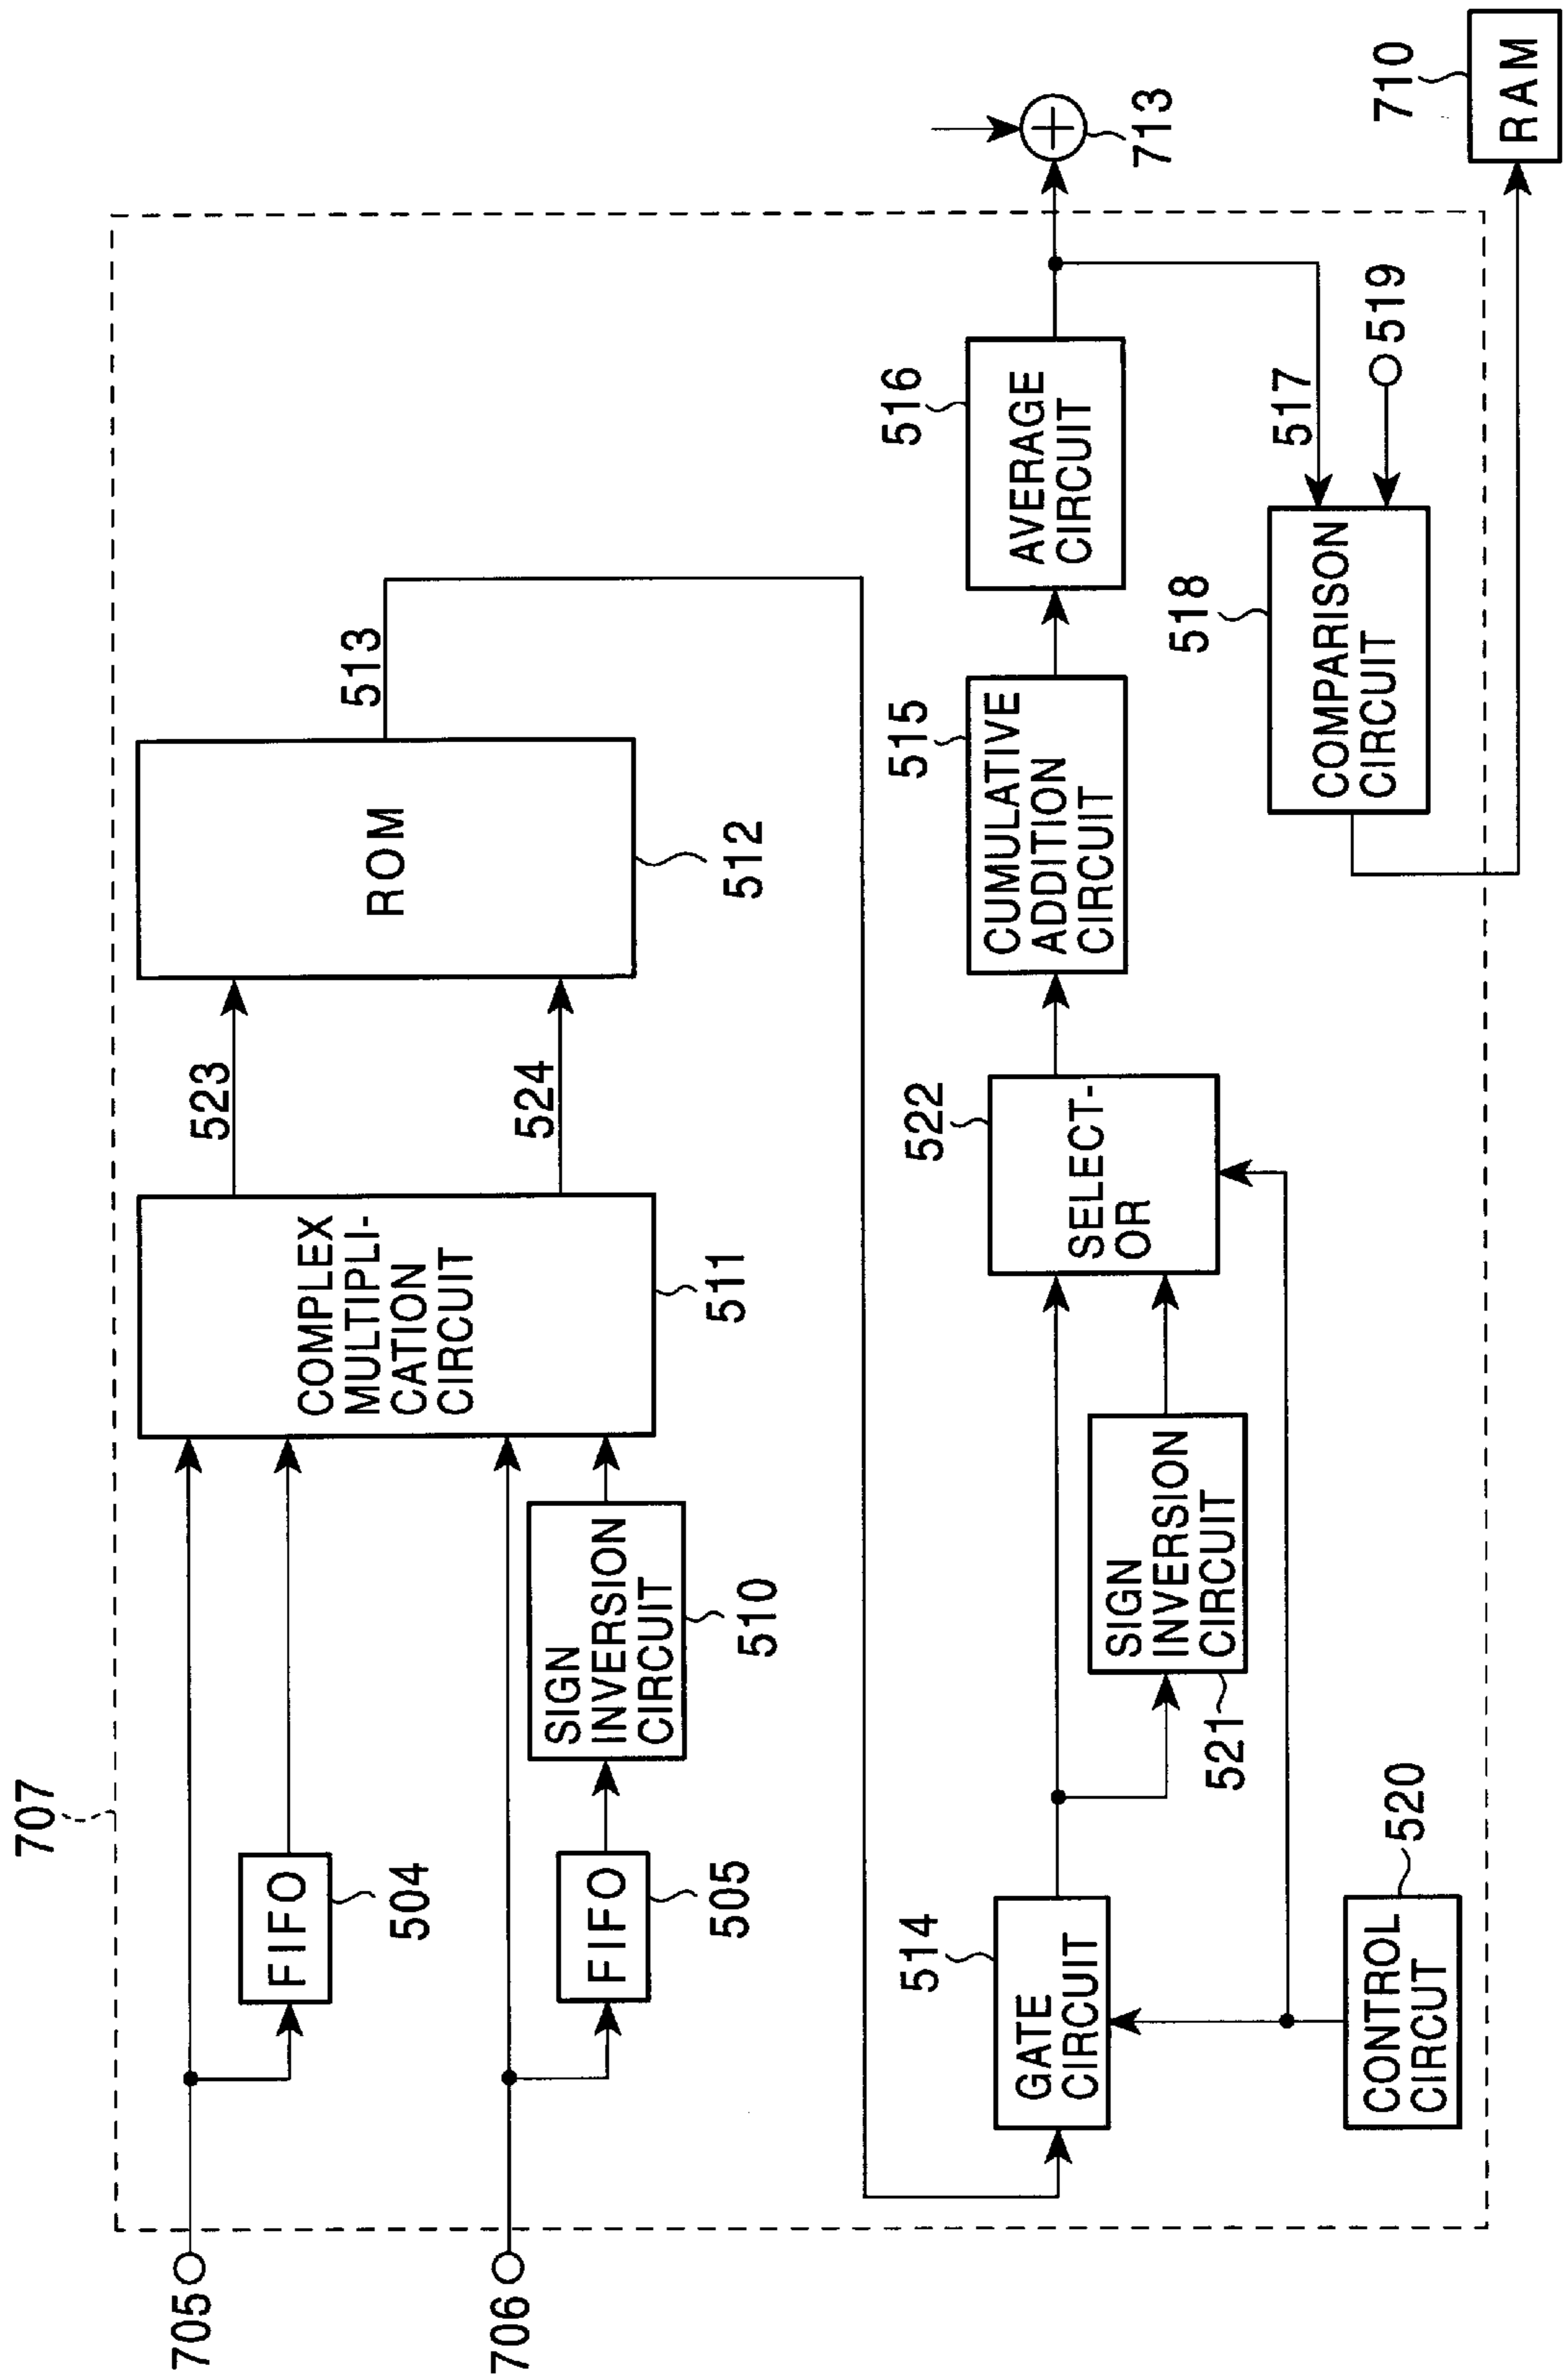 707
705
706
FIFO
504
FIFO
505
SIGN
INVERSION
CIRCUIT
510
COMPLEX
MULTIPLI-
CATION
CIRCUIT
511
523
524
ROM
512
513
GATE
CIRCUIT
514
CONTROL
CIRCUT
520
SIGN
INVERSION
CIRCUIT
521
SELECT-
OR
522
CUMULATIVE
ADDITION
CIRCUIT
515
AVERAGE
CIRCUIT
516
517
COMPARISON
CIRCUIT
518
519
713
RAM
710